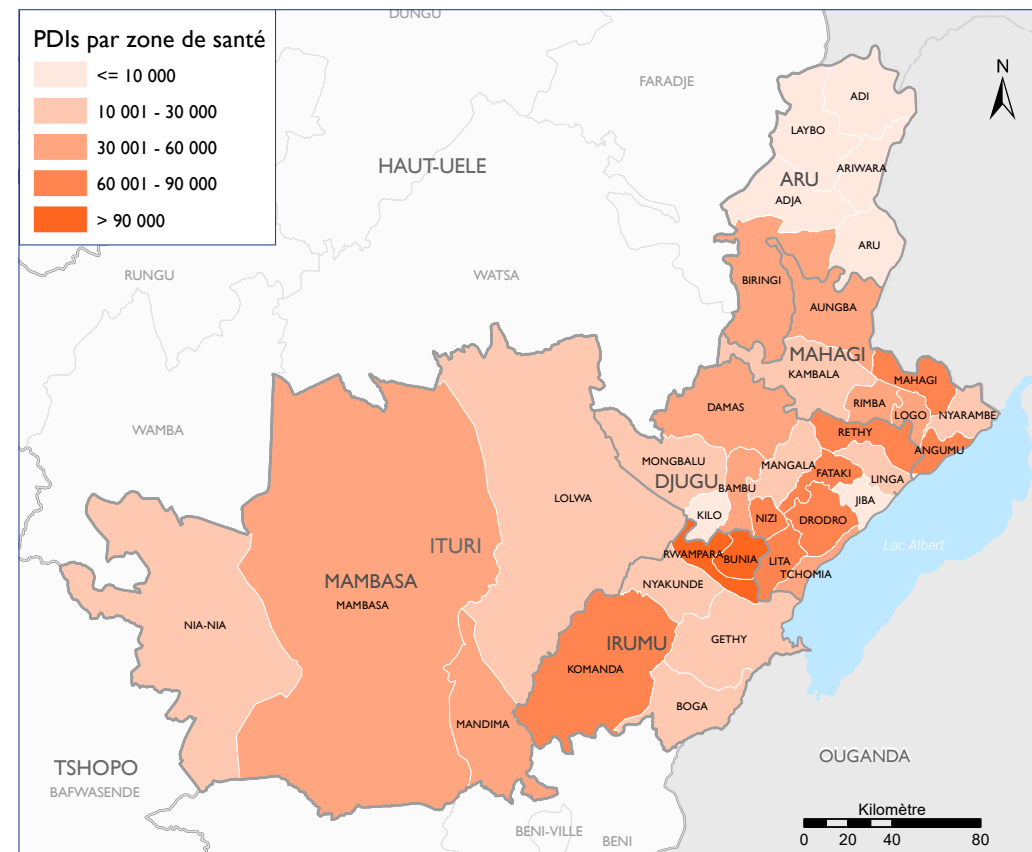 DUNGU
PDIs par zone de santé
<= 10 000
10 001 - 30 000
30 001 - 60 000
60 001 - 90 000
> 90 000
N
FARADJE
ADI
LAYBO
HAUT-UELE
ARIWARA
ARU
ADJA
ARU
RUNGU
WATSA
BIRINGI
AUNGBA
MAHAGI
KAMBALA
MAHAGI
DAMAS
RIMBA
LOGO
NYARAMBE
WAMBA
RETHY
ANGUMU
MONGBALU
MANGALA
FATAKI
LINGA
DJUGU
BAMBU
LOLWA
JIBA
KILO
NIZI
DRODRO
ITURI
Lac Albert
RWAMPARA
BUNIA
LITA
TCHOMIA
MAMBASA
NYAKUNDE
MAMBASA
NIA-NIA
IRUMU
GETHY
KOMANDA
BOGA
MANDIMA
OUGANDA
TSHOPO
BAFWASENDE
Kilomètre
BENI-VILLE
BENI
0 20 40 80